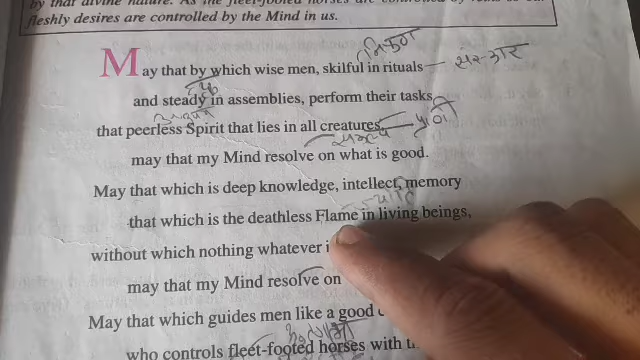 by that divine nature. As the fleet-footed horses are controlled by
fleshly desires are controlled by the Mind in us.
निपुण
May that by which wise men, skilful in rituals — संस्कार
and steady in assemblies, perform their tasks
that peerless Spirit that lies in all creatures — प्राणी
संकल्प
may that my Mind resolve on what is good.
May that which is deep knowledge, intellect, memory
that which is the deathless Flame in living beings,
without which nothing whatever
may that my Mind resolve on
May that which guides men like a good
who controls fleet-footed horses with